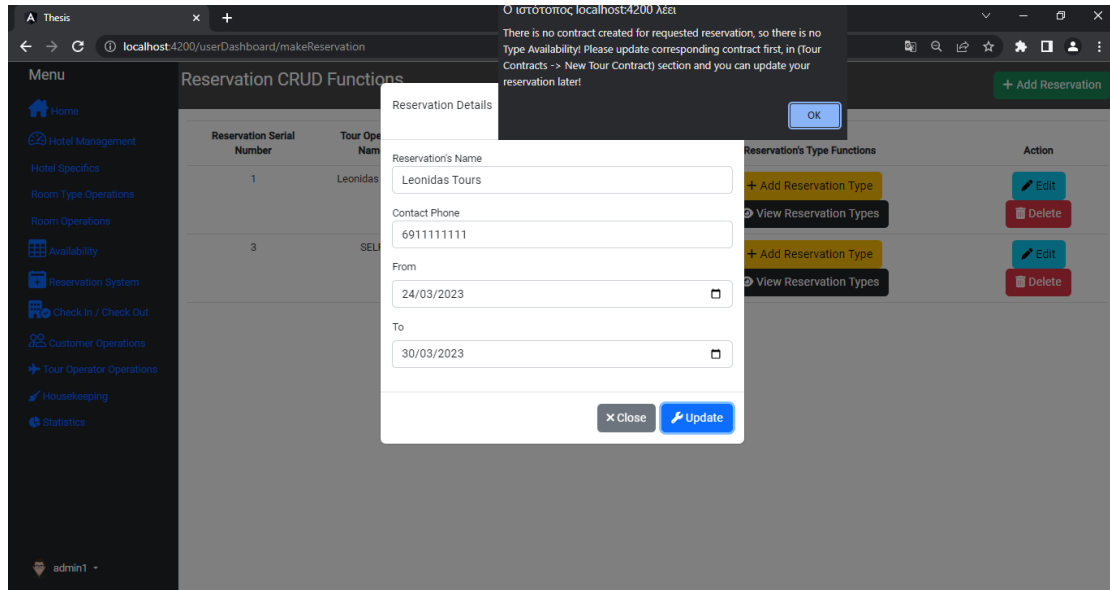 Thesis
localhost:4200/userDashboard/makeReservation
Ο ιστότοπος localhost:4200 λέει
There is no contract created for requested reservation, so there is no
Type Availability! Please update corresponding contract first, in (Tour
Contracts -> New Tour Contract) section and you can update your
reservation later!
OK
Menu
Home
Hotel Management
Hotel Specifics
Room Type Operations
Room Operations
Availability
Reservation System
Check In / Check Out
Customer Operations
Tour Operator Operations
Housekeeping
Statistics
admin1
Reservation CRUD Functions
+ Add Reservation
Reservation Serial
Number
Tour Ope
Nam
Reservation's Type Functions
Action
1
Leonidas
+ Add Reservation Type
View Reservation Types
Edit
Delete
3
SELF
+ Add Reservation Type
View Reservation Types
Edit
Delete
Reservation Details
Reservation's Name
Leonidas Tours
Contact Phone
6911111111
From
24/03/2023
To
30/03/2023
Close
Update